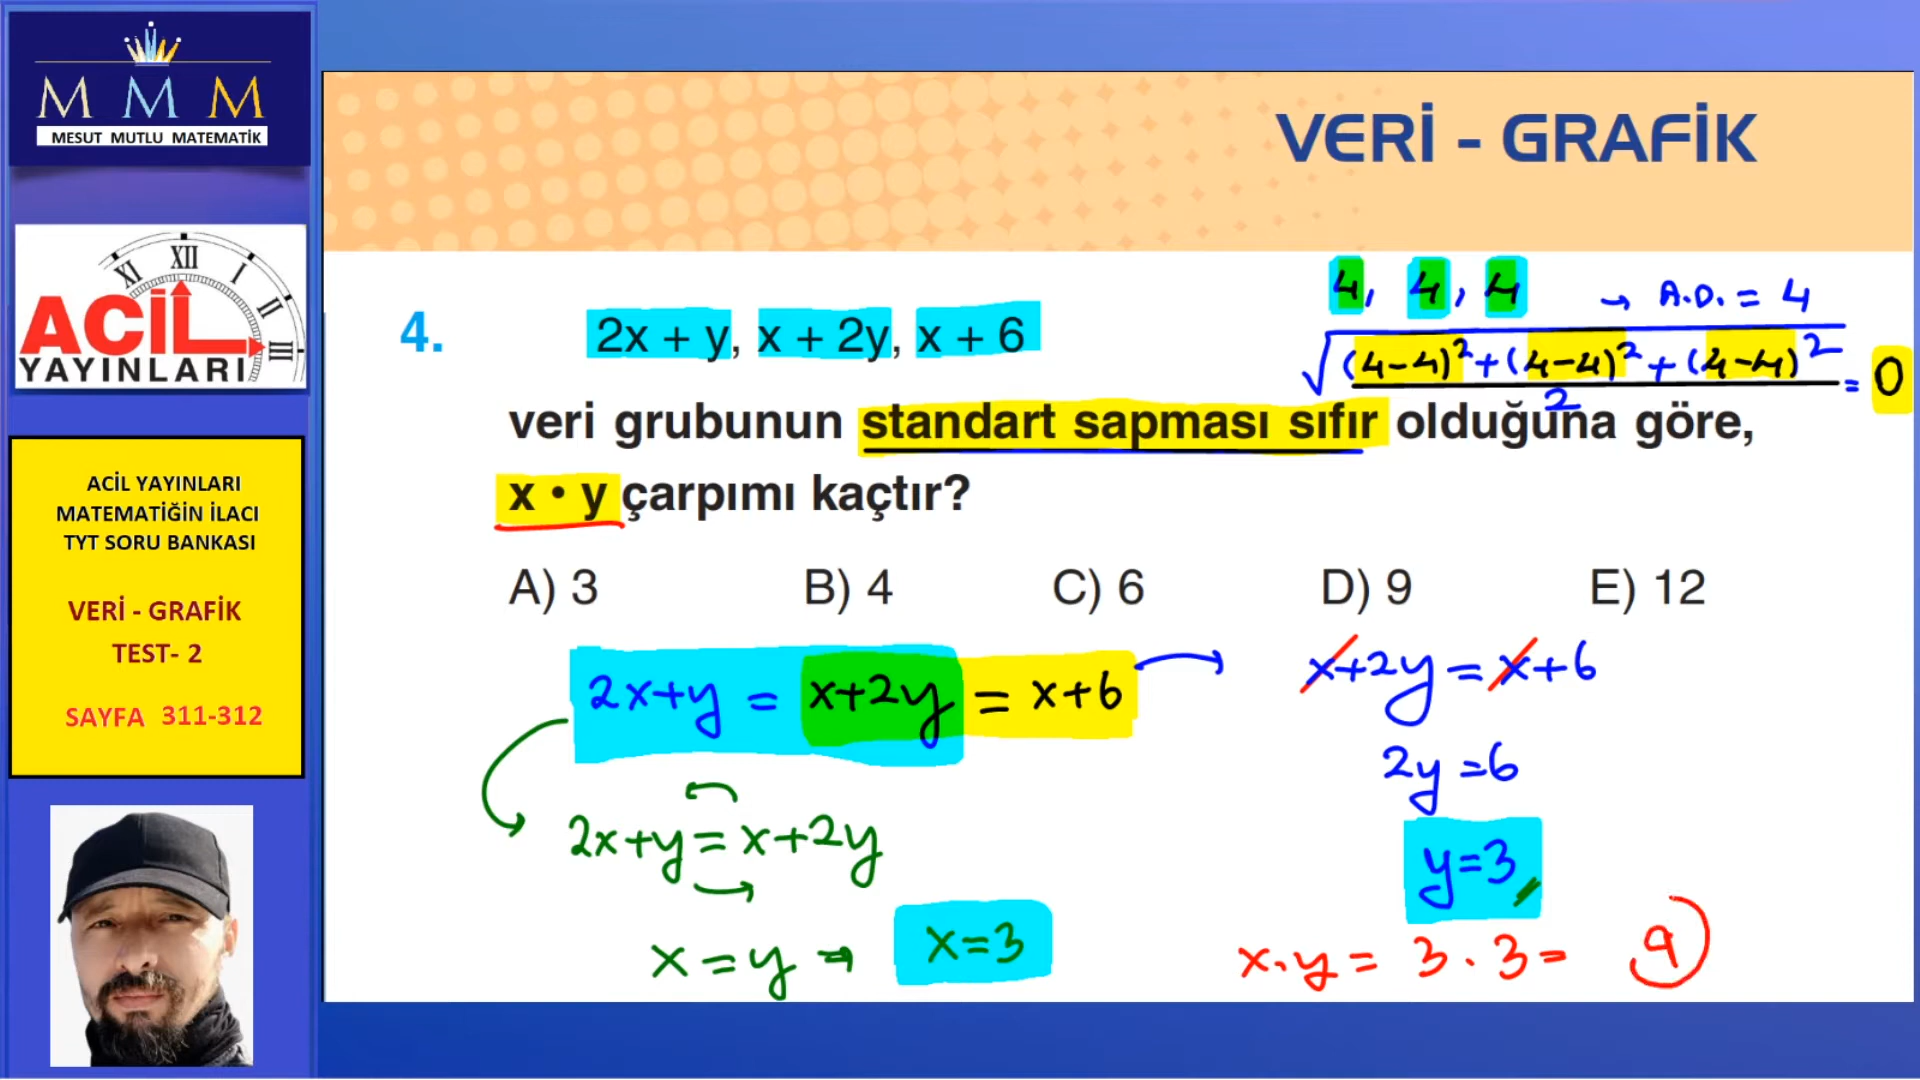 M M M
MESUT MUTLU MATEMATİK
XI XII I II III
ACİL
YAYINLARI
ACİL YAYINLARI
MATEMATİĞİN İLACI
TYT SORU BANKASI
VERİ - GRAFİK
TEST- 2
SAYFA 311-312
VERİ - GRAFİK
4, 4, 4 → A.O. = 4
√((4-4)²+(4-4)²+(4-4)²/2) = 0
4. 2x + y, x + 2y, x + 6
veri grubunun standart sapması sıfır olduğuna göre,
x • y çarpımı kaçtır?
A) 3 B) 4 C) 6 D) 9 E) 12
2x+y = x+2y = x+6
x+2y = x+6
2y = 6
y=3
2x+y = x+2y
x = y → x=3
x.y = 3.3= 9